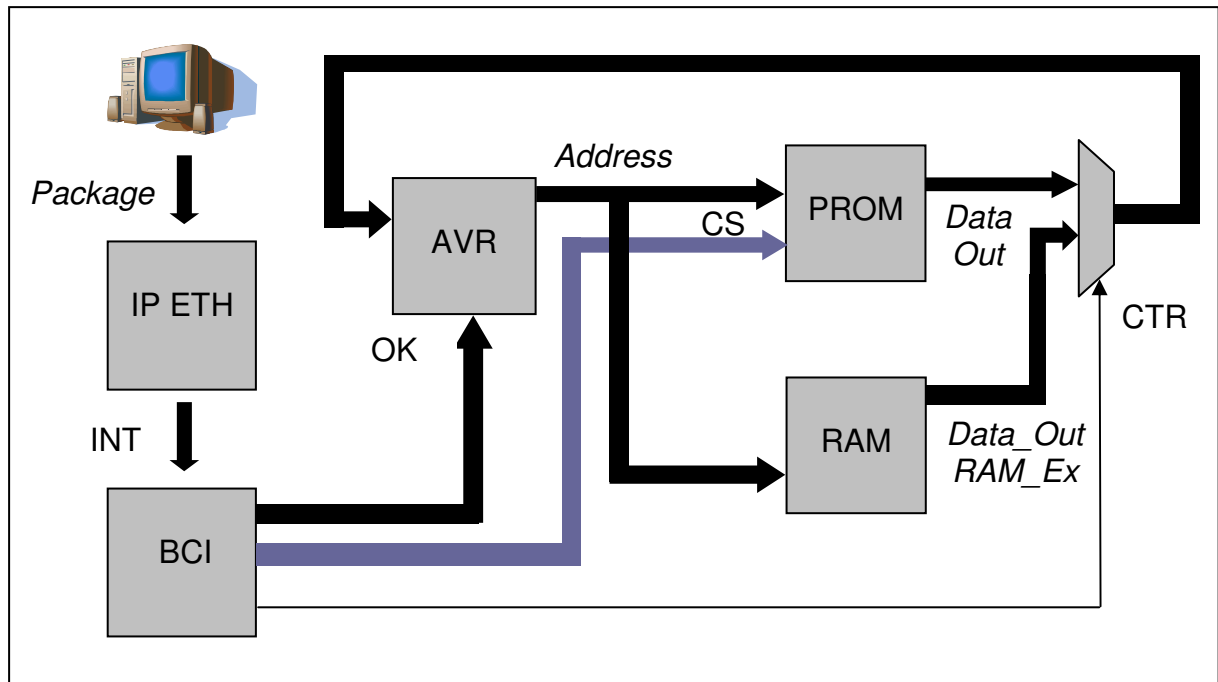 Address
Package
AVR
PROM
CS
Data
Out
IP ETH
OK
CTR
INT
RAM
Data_Out
RAM_Ex
BCI